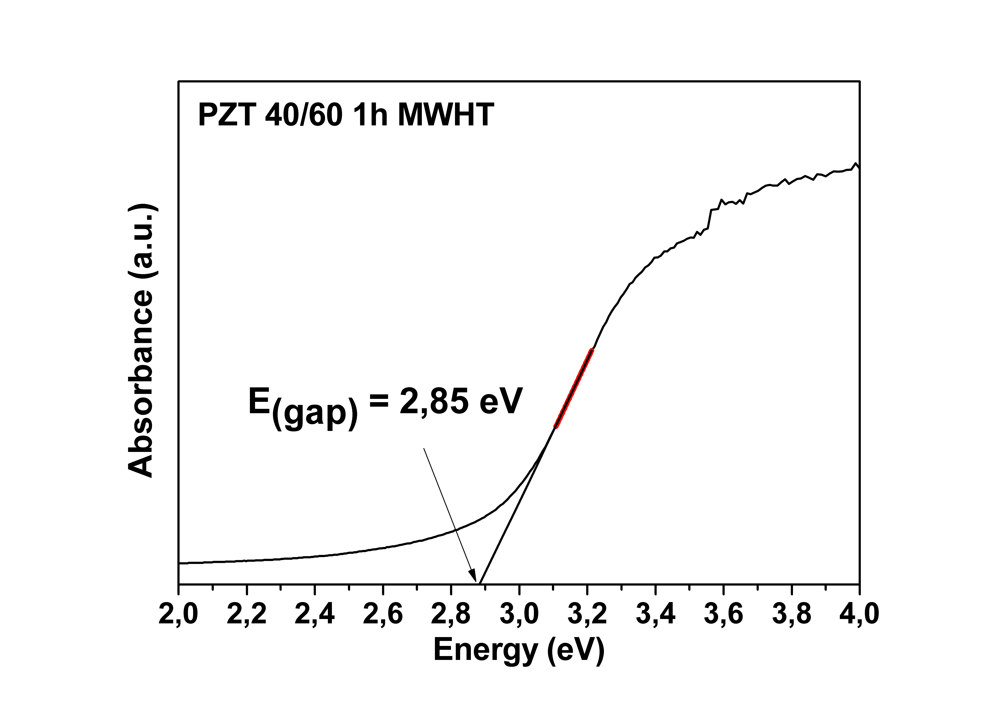 PZT 40/60 1h MWHT
Absorbance (a.u.)
E(gap) = 2,85 eV
2,0 2,2 2,4 2,6 2,8 3,0 3,2 3,4 3,6 3,8 4,0
Energy (eV)